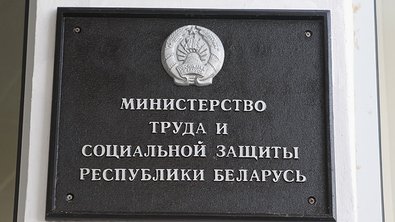 МИНИСТЕРСТВО
ТРУДА И
СОЦИАЛЬНОЙ ЗАЩИТЫ
РЕСПУБЛИКИ БЕЛАРУСЬ